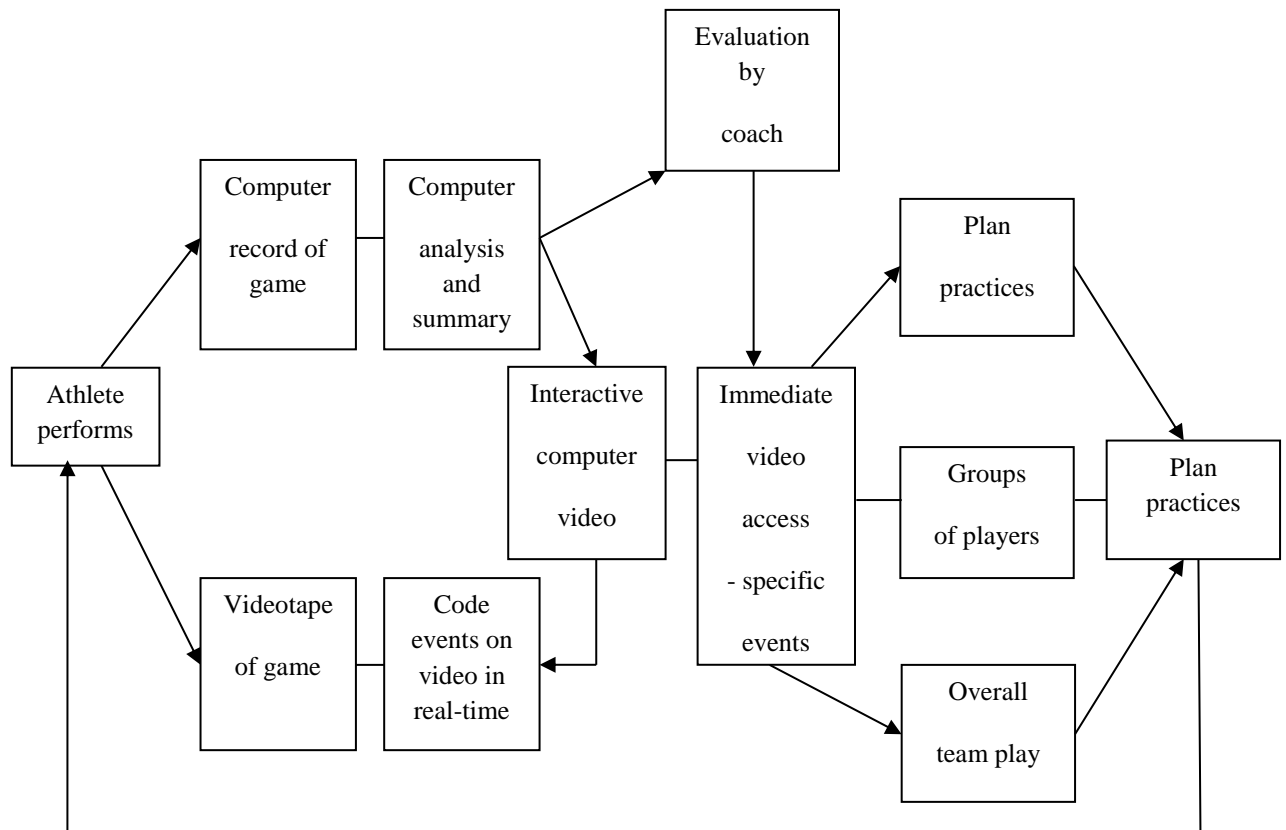 Evaluation
by
coach
Computer
record of
game
Computer
analysis
and
summary
Plan
practices
Athlete
performs
Interactive
computer
video
Immediate
video
access
- specific
events
Groups
of players
Plan
practices
Videotape
of game
Code
events on
video in
real-time
Overall
team play